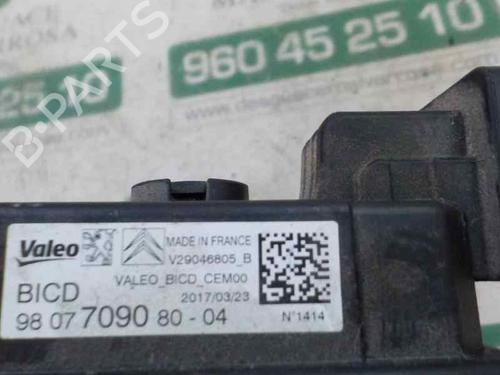 960 45 25 10
B-PARTS
Valeo
MADE IN FRANCE
V29046805_B
VALEO_BICD_CEM00
BICD
2017/03/23
98 07 7090 80 - 04
N°1414